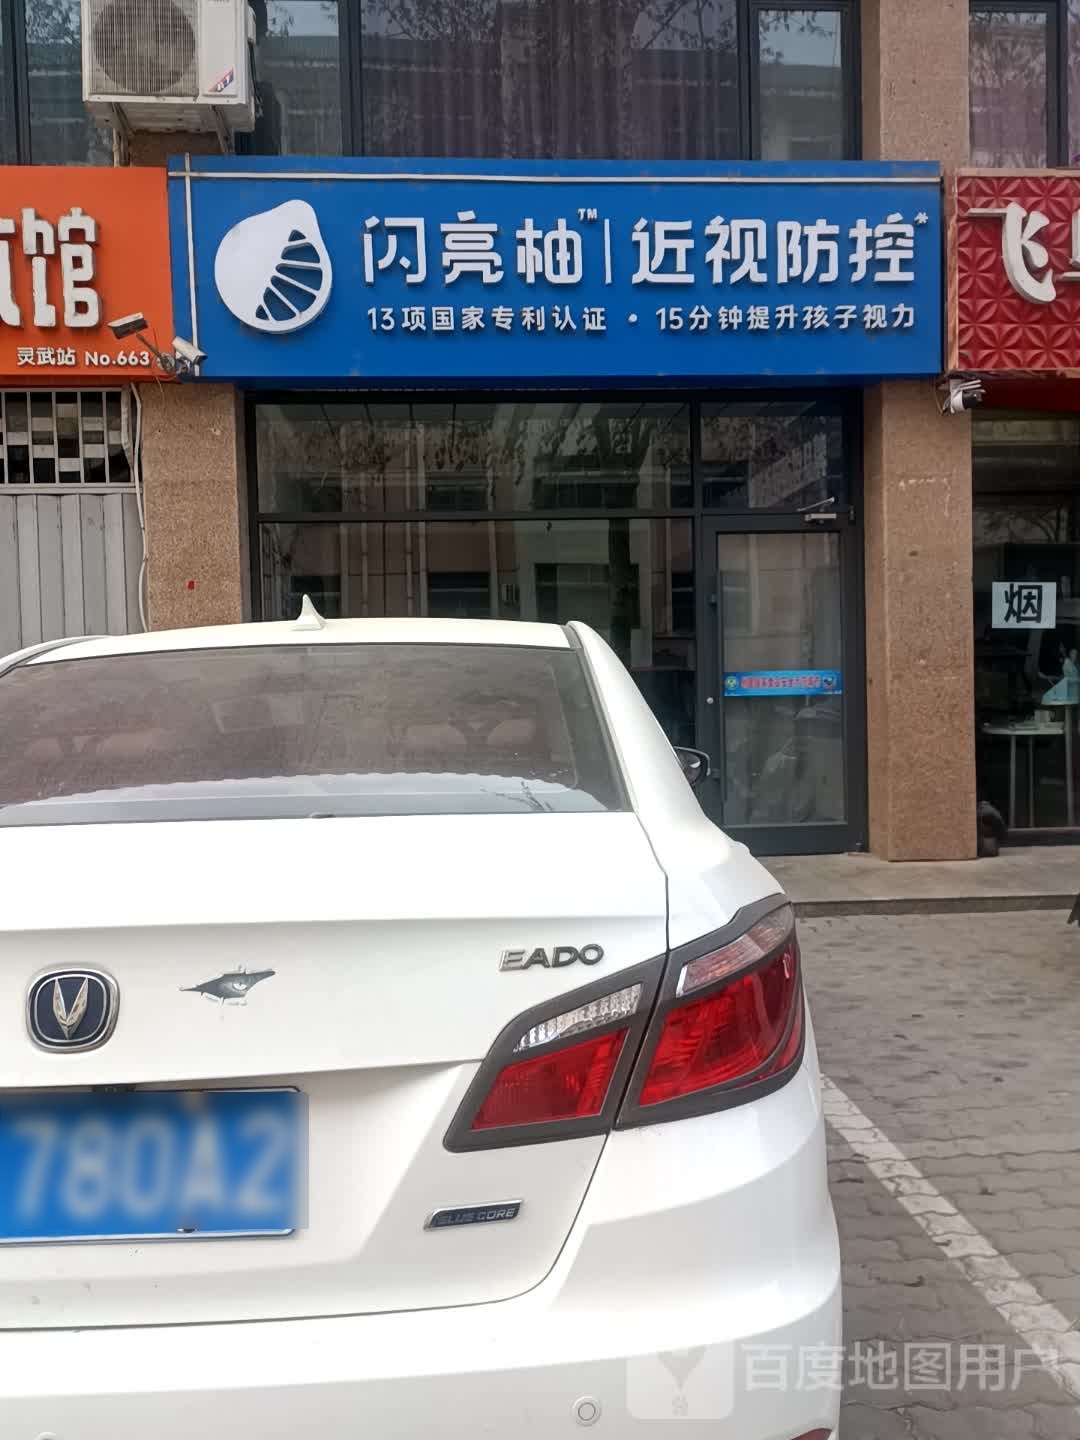 闪亮柚™|近视防控*
13项国家专利认证 · 15分钟提升孩子视力
馆
灵武站 No.663
飞
烟
EADO
BLUE CORE
780A2
百度地图用户